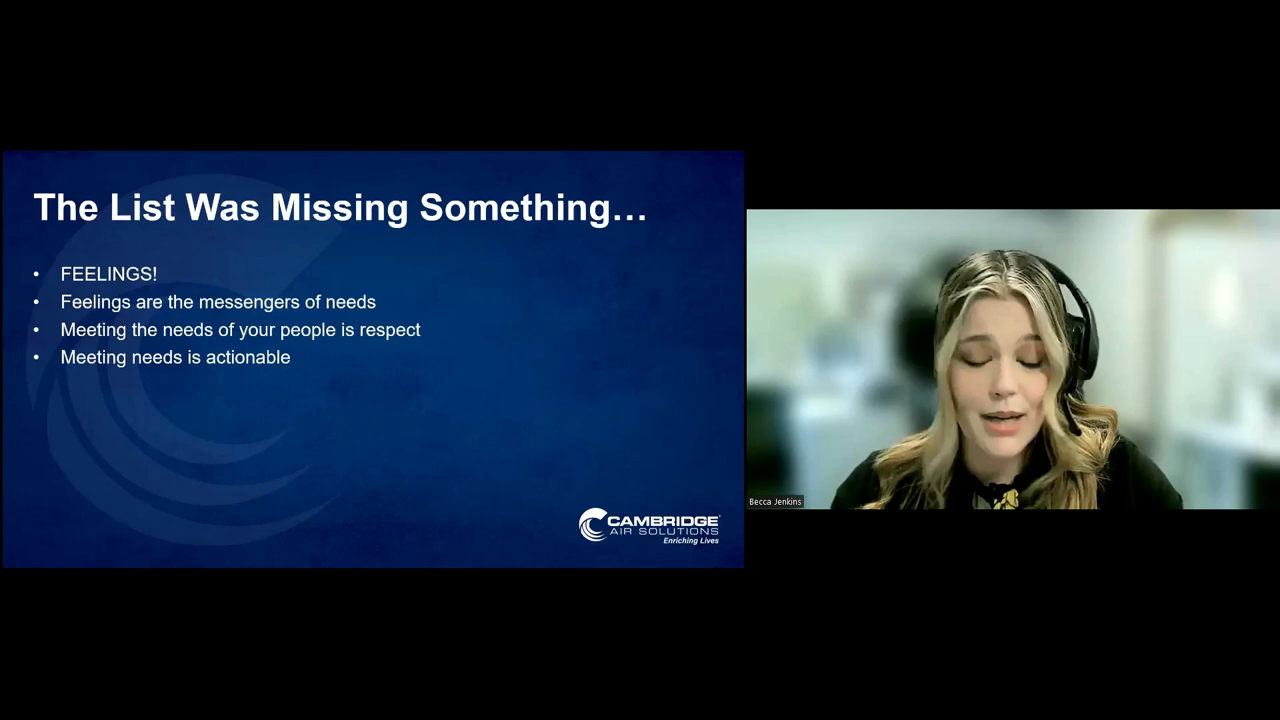 The List Was Missing Something…
• FEELINGS!
• Feelings are the messengers of needs
• Meeting the needs of your people is respect
• Meeting needs is actionable
CAMBRIDGE
AIR SOLUTIONS
Enriching Lives
Becca Jenkins